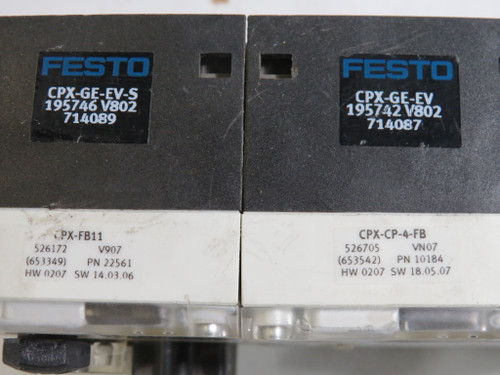 FESTO
CPX-GE-EV-S
195746 V802
714089
FESTO
CPX-GE-EV
195742 V802
714087
CPX-FB11
526172 V907
(653349) PN 22561
HW 0207 SW 14.03.06
CPX-CP-4-FB
526705 VN07
(653542) PN 10184
HW 0207 SW 18.05.07